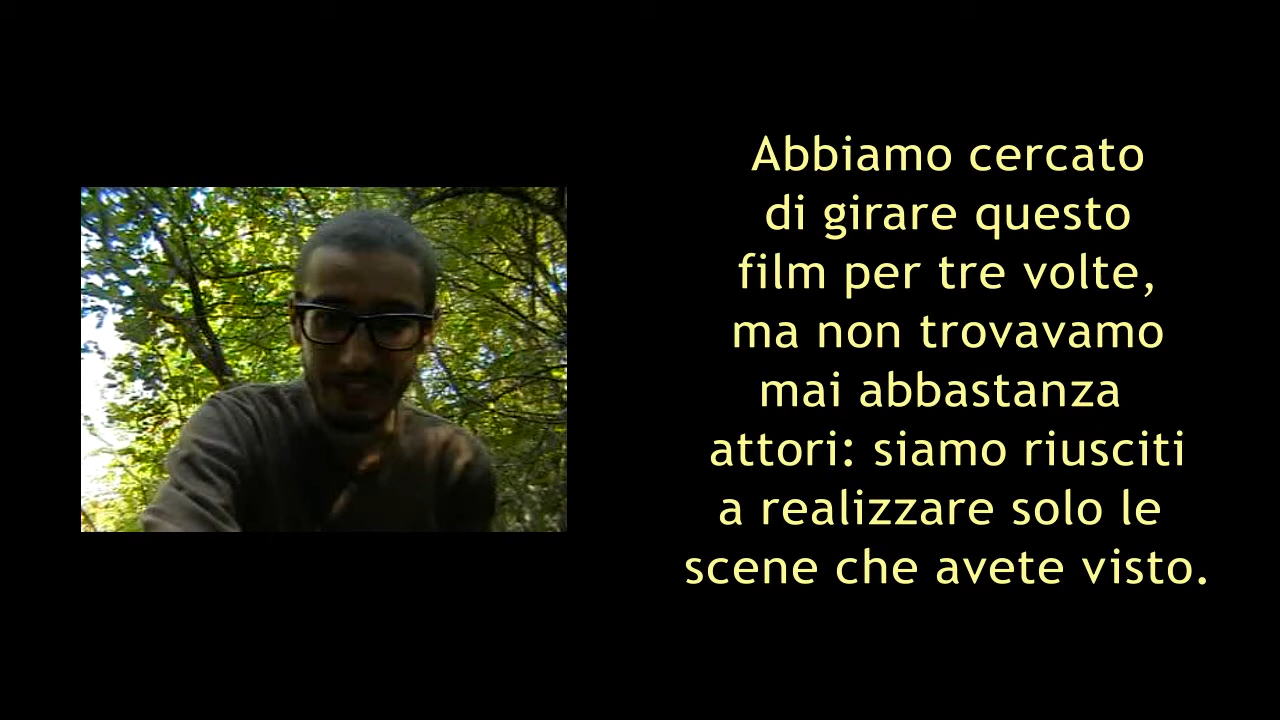 Abbiamo cercato
di girare questo
film per tre volte,
ma non trovavamo
mai abbastanza
attori: siamo riusciti
a realizzare solo le
scene che avete visto.